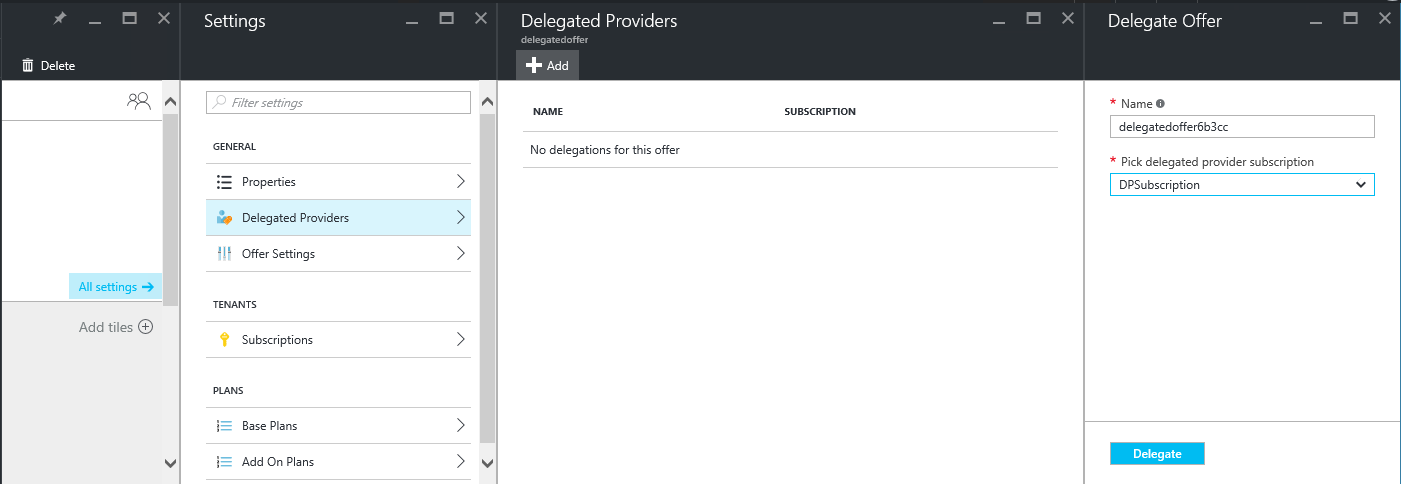 Delete
All settings
Add tiles
Settings
Filter settings
GENERAL
Properties
Delegated Providers
Offer Settings
TENANTS
Subscriptions
PLANS
Base Plans
Add On Plans
Delegated Providers
delegatedoffer
Add
NAME SUBSCRIPTION
No delegations for this offer
Delegate Offer
* Name
delegatedoffer6b3cc
* Pick delegated provider subscription
DPSubscription
Delegate